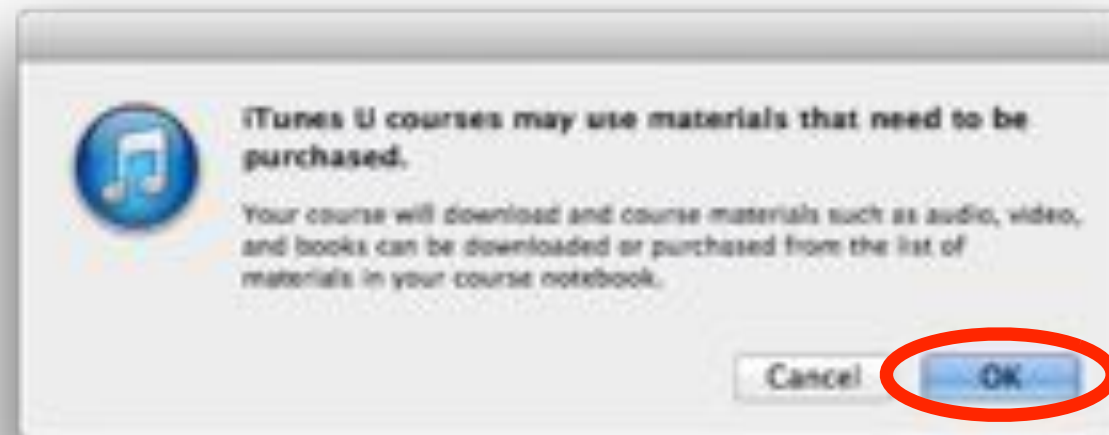 iTunes U courses may use materials that need to be
purchased.
Your course will download and course materials such as audio, video,
and books can be downloaded or purchased from the list of
materials in your course notebook.
Cancel
OK